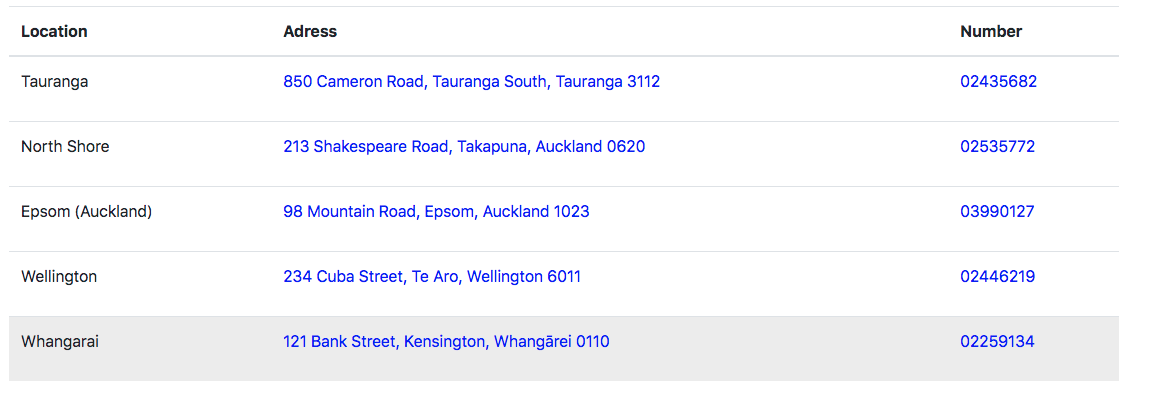 Location Adress Number
Tauranga 850 Cameron Road, Tauranga South, Tauranga 3112 02435682
North Shore 213 Shakespeare Road, Takapuna, Auckland 0620 02535772
Epsom (Auckland) 98 Mountain Road, Epsom, Auckland 1023 03990127
Wellington 234 Cuba Street, Te Aro, Wellington 6011 02446219
Whangarai 121 Bank Street, Kensington, Whangārei 0110 02259134